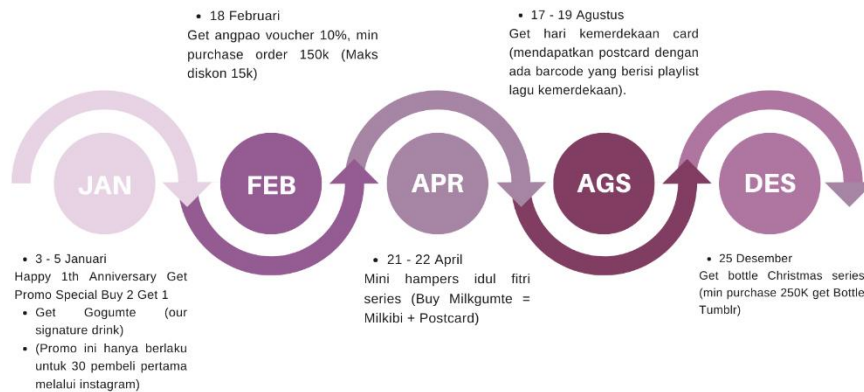 • 18 Februari
Get angpao voucher 10%, min
purchase order 150k (Maks
diskon 15k)
• 17 - 19 Agustus
Get hari kemerdekaan card
(mendapatkan postcard dengan
ada barcode yang berisi playlist
lagu kemerdekaan).
JAN
FEB
APR
AGS
DES
• 3 - 5 Januari
Happy 1th Anniversary Get
Promo Special Buy 2 Get 1
• Get Gogumte (our
signature drink)
• (Promo ini hanya berlaku
untuk 30 pembeli pertama
melalui instagram)
• 21 - 22 April
Mini hampers idul fitri
series (Buy Milkgumte =
Milkibi + Postcard)
• 25 Desember
Get bottle Christmas series
(min purchase 250K get Bottle
Tumblr)